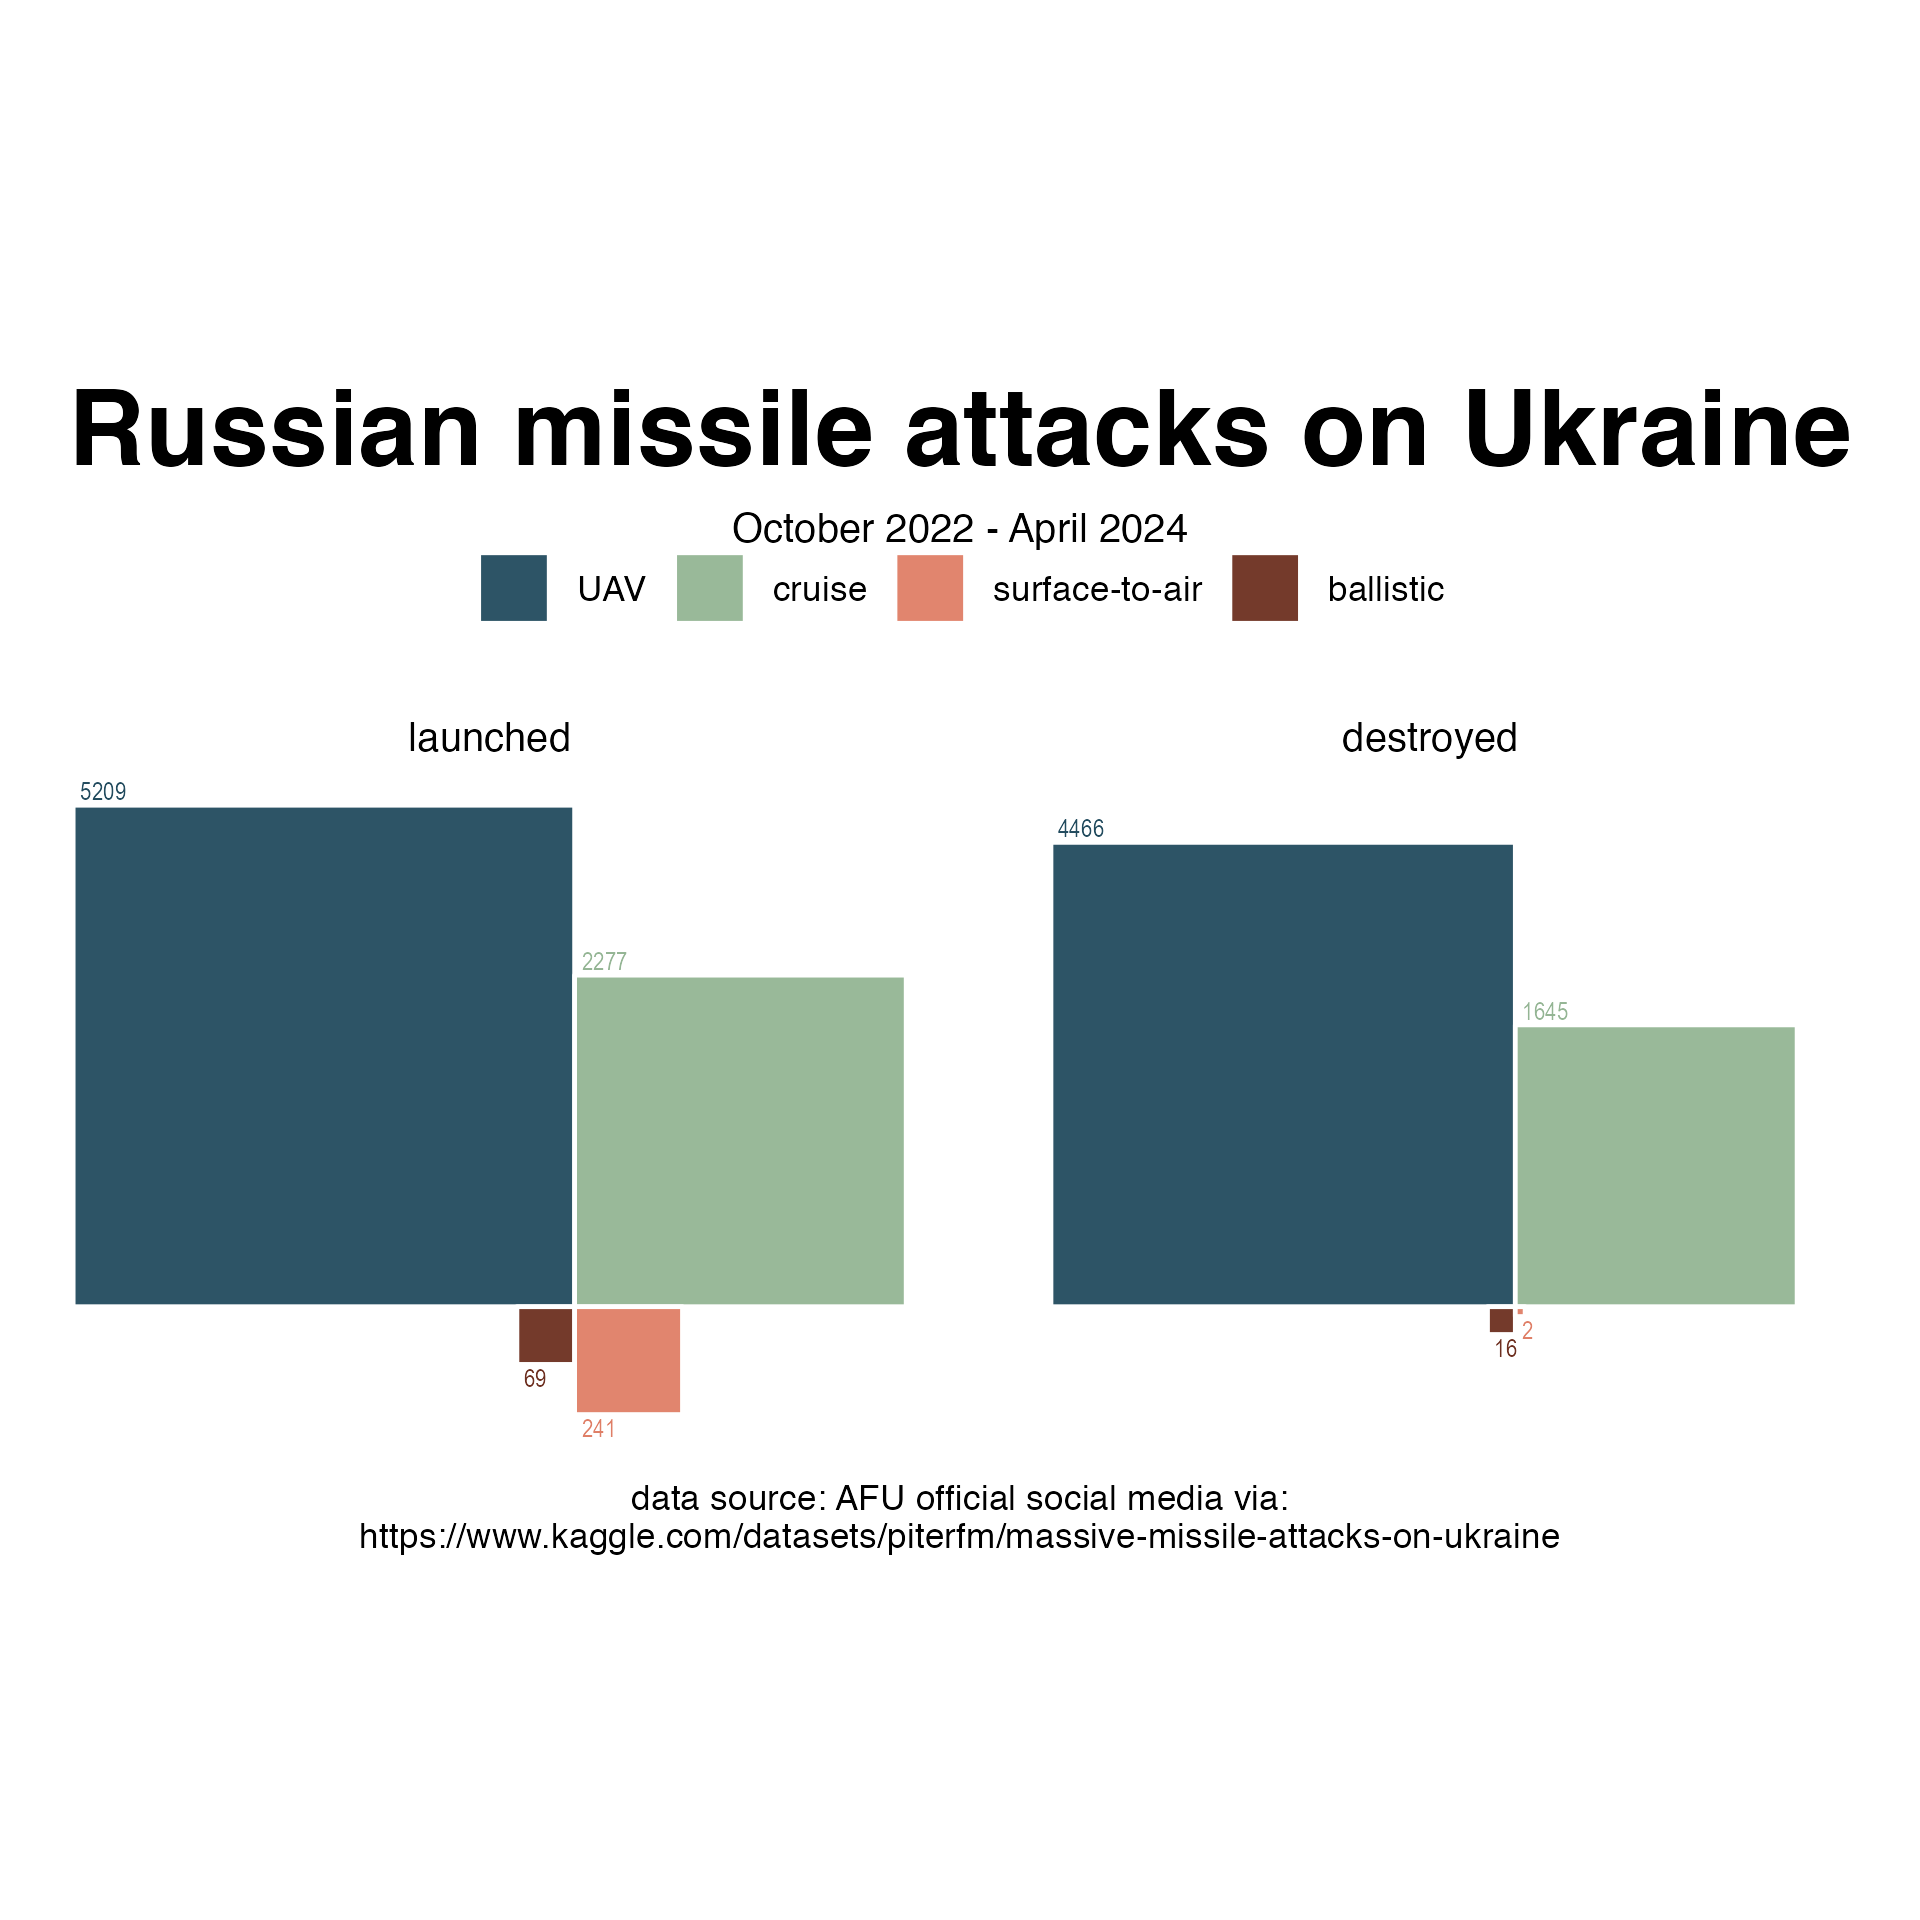 Russian missile attacks on Ukraine
October 2022 - April 2024
UAV cruise surface-to-air ballistic
launched
destroyed
5209
2277
69
241
4466
1645
16
2
data source: AFU official social media via:
https://www.kaggle.com/datasets/piterfm/massive-missile-attacks-on-ukraine